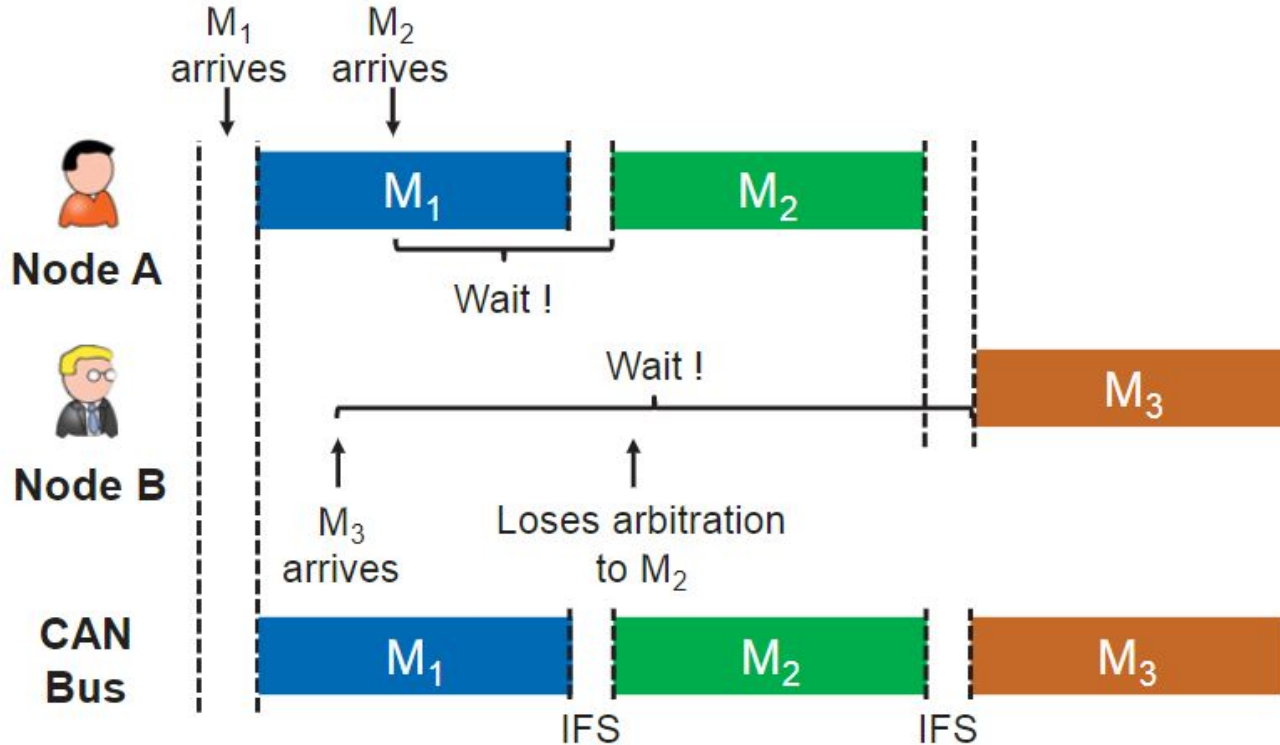 M₁
arrives
M₂
arrives
M₁
M₂
Node A
Wait !
Wait !
M₃
Node B
M₃
arrives
Loses arbitration
to M₂
CAN
Bus
M₁
M₂
M₃
IFS
IFS